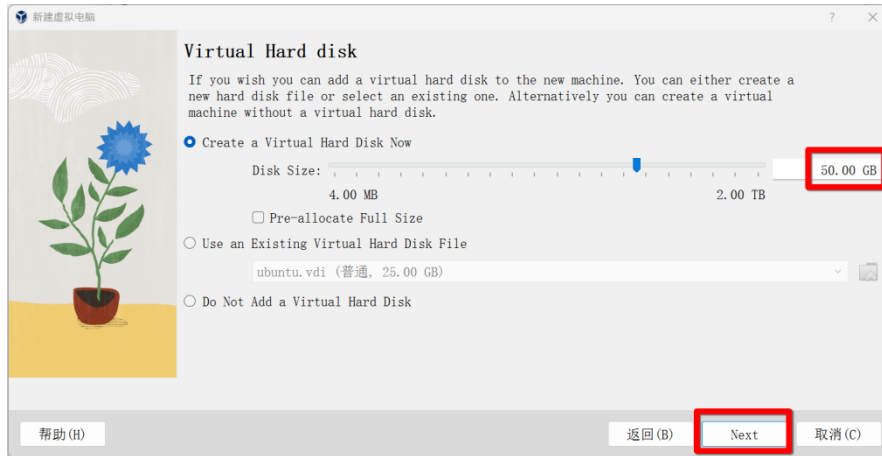 新建虚拟电脑
Virtual Hard disk
If you wish you can add a virtual hard disk to the new machine. You can either create a
new hard disk file or select an existing one. Alternatively you can create a virtual
machine without a virtual hard disk.
Create a Virtual Hard Disk Now
Disk Size: 50.00 GB
4.00 MB 2.00 TB
Pre-allocate Full Size
Use an Existing Virtual Hard Disk File
ubuntu.vdi (普通, 25.00 GB)
Do Not Add a Virtual Hard Disk
帮助(H) 返回(B) Next 取消(C)